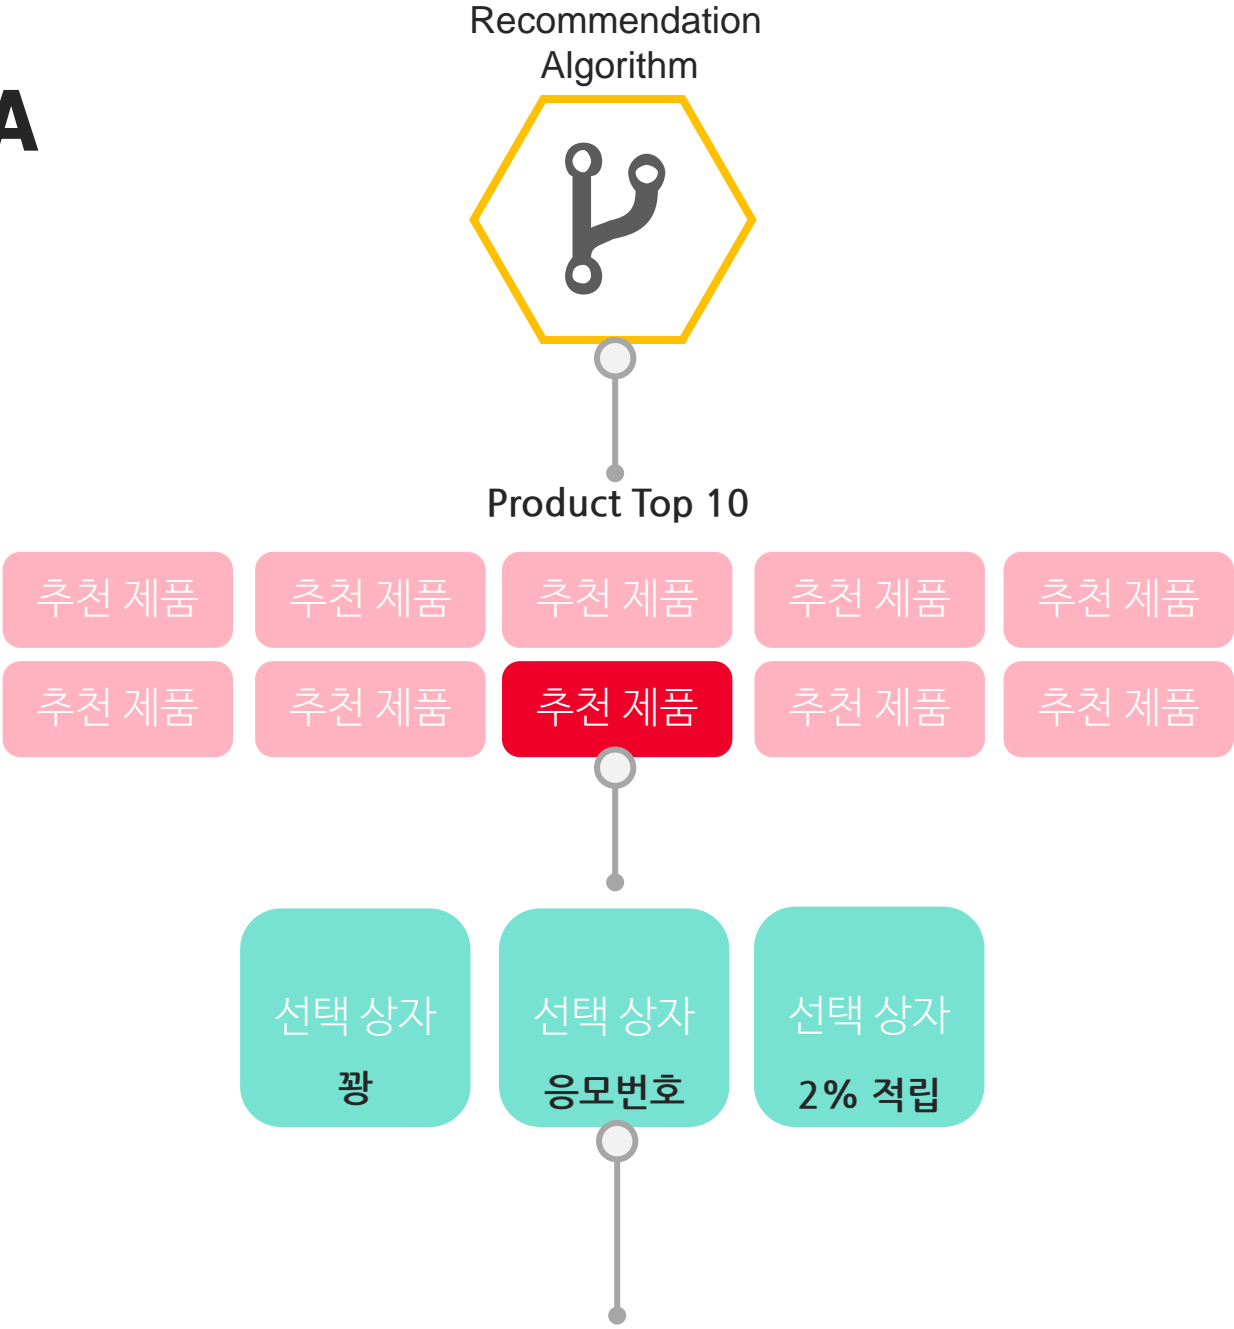 Recommendation
Algorithm
A
Product Top 10
추천 제품 추천 제품 추천 제품 추천 제품 추천 제품
추천 제품 추천 제품 추천 제품 추천 제품 추천 제품
선택 상자 선택 상자 선택 상자
꽝 응모번호 2% 적립